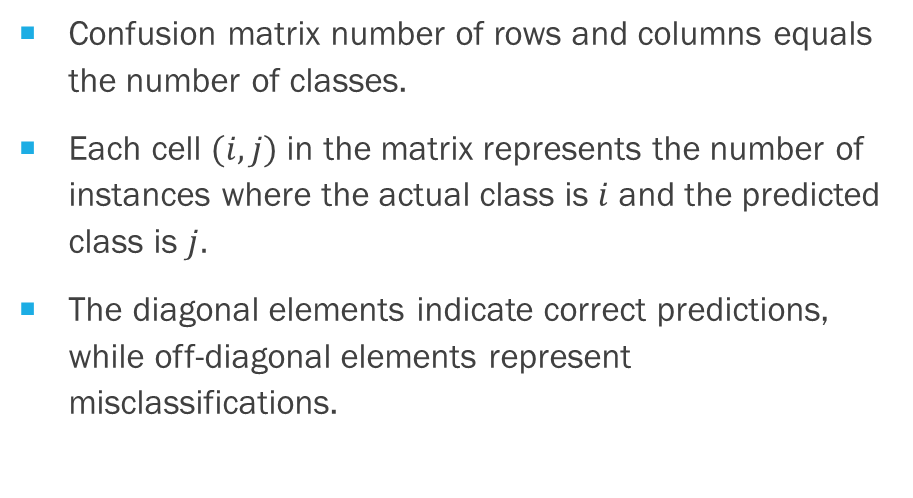 Confusion matrix number of rows and columns equals
the number of classes.
Each cell (i, j) in the matrix represents the number of
instances where the actual class is i and the predicted
class is j.
The diagonal elements indicate correct predictions,
while off-diagonal elements represent
misclassifications.